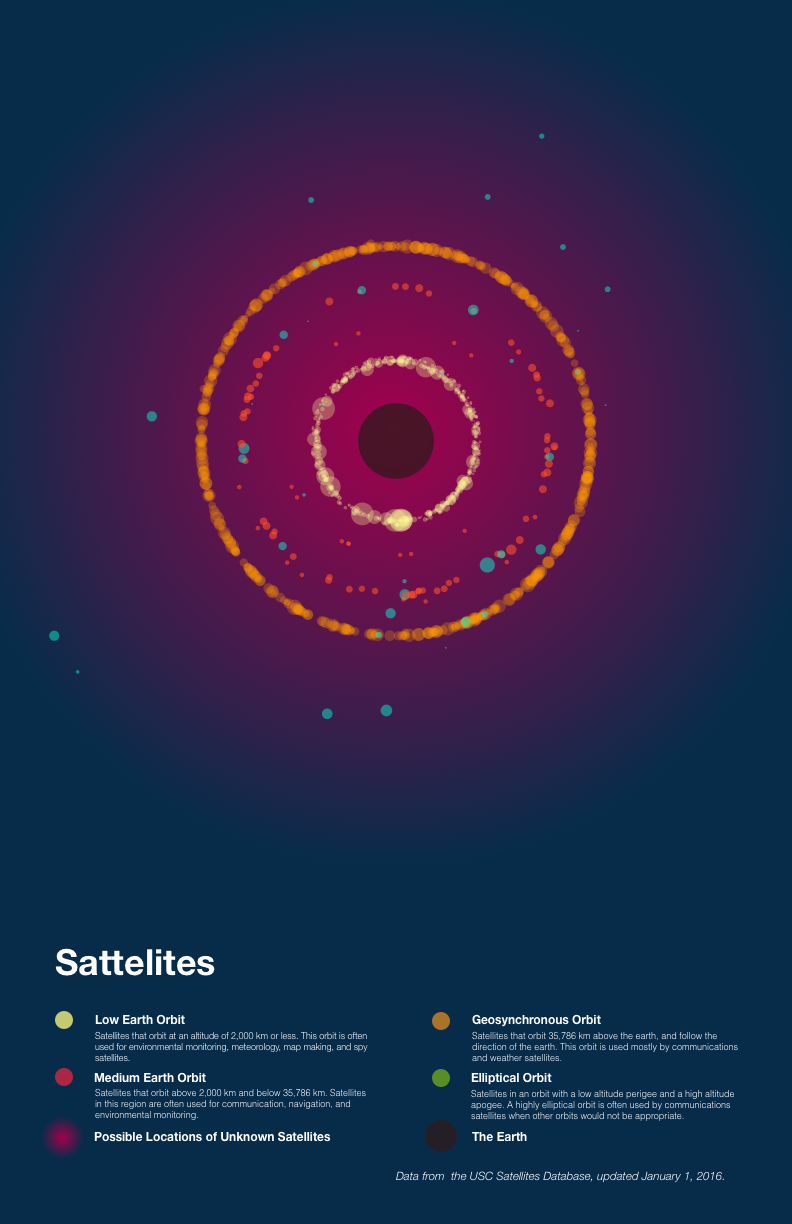 Sattelites
Low Earth Orbit
Satellites that orbit at an altitude of 2,000 km or less. This orbit is often
used for environmental monitoring, meteorology, map making, and spy
satellites.
Medium Earth Orbit
Satellites that orbit above 2,000 km and below 35,786 km. Satellites
in this region are often used for communication, navigation, and
environmental monitoring.
Possible Locations of Unknown Satellites
Geosynchronous Orbit
Satellites that orbit 35,786 km above the earth, and follow the
direction of the earth. This orbit is used mostly by communications
and weather satellites.
Elliptical Orbit
Satellites in an orbit with a low altitude perigee and a high altitude
apogee. A highly elliptical orbit is often used by communications
satellites when other orbits would not be appropriate.
The Earth
Data from the USC Satellites Database, updated January 1, 2016.